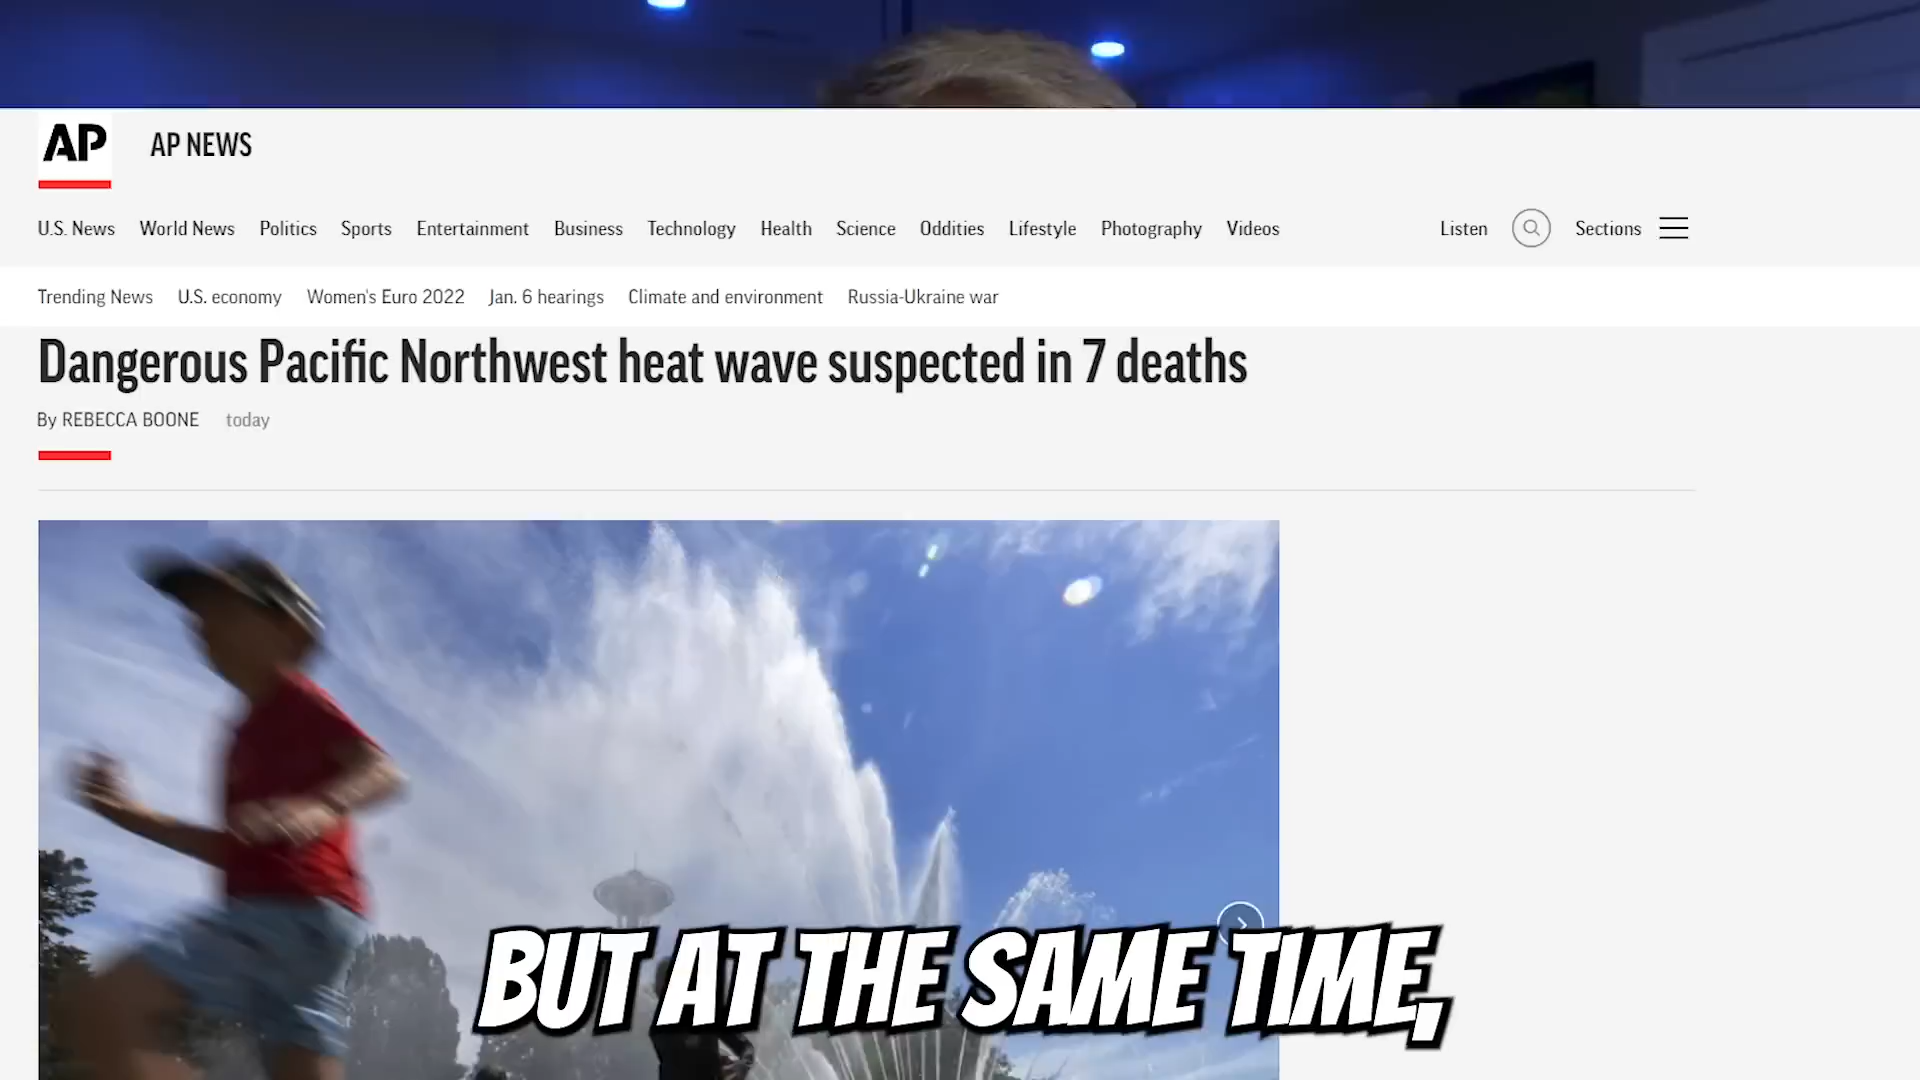 AP AP NEWS
U.S. News World News Politics Sports Entertainment Business Technology Health Science Oddities Lifestyle Photography Videos Listen Sections
Trending News U.S. economy Women's Euro 2022 Jan. 6 hearings Climate and environment Russia-Ukraine war
Dangerous Pacific Northwest heat wave suspected in 7 deaths
By REBECCA BOONE today
BUT AT THE SAME TIME,